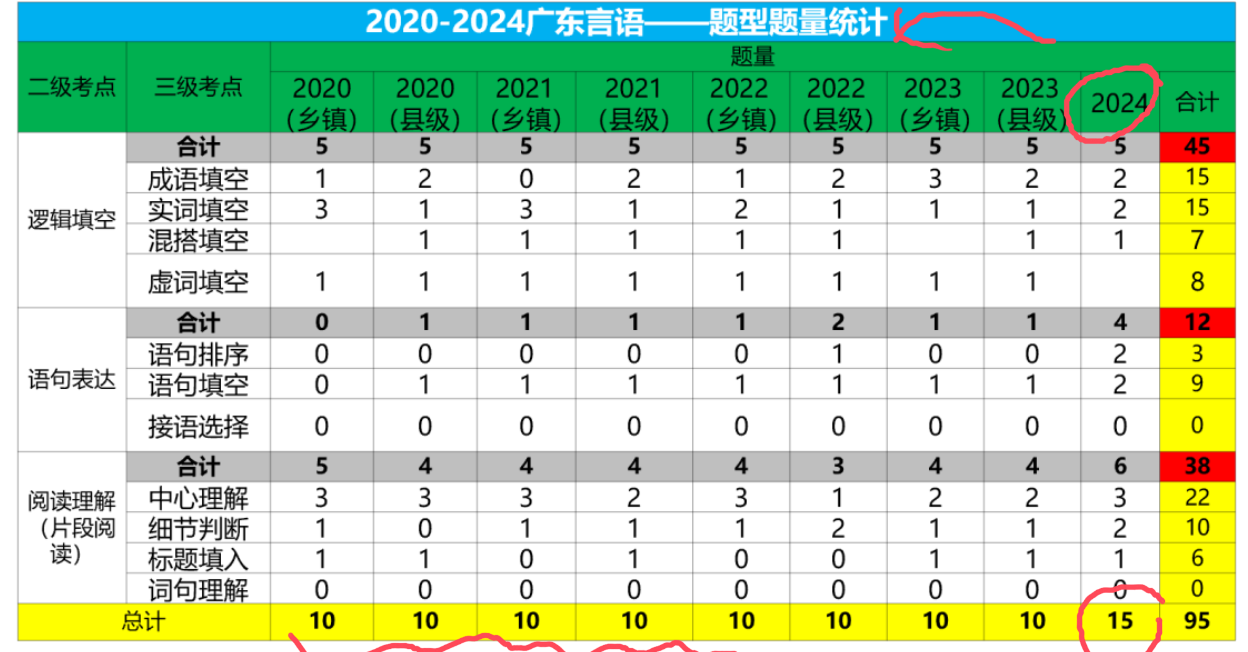 2020-2024广东言语——题型题量统计
二级考点 三级考点 题量
2020（乡镇） 2020（县级） 2021（乡镇） 2021（县级） 2022（乡镇） 2022（县级） 2023（乡镇） 2023（县级） 2024 合计
逻辑填空
合计 5 5 5 5 5 5 5 5 5 45
成语填空 1 2 0 2 1 2 3 2 2 15
实词填空 3 1 3 1 2 1 1 1 2 15
混搭填空 1 1 1 1 1 1 1 7
虚词填空 1 1 1 1 1 1 1 1 8
语句表达
合计 0 1 1 1 1 2 1 1 4 12
语句排序 0 0 0 0 0 1 0 0 2 3
语句填空 0 1 1 1 1 1 1 1 2 9
接语选择 0 0 0 0 0 0 0 0 0 0
阅读理解（片段阅读）
合计 5 4 4 4 4 3 4 4 6 38
中心理解 3 3 3 2 3 1 2 2 3 22
细节判断 1 0 1 1 1 2 1 1 2 10
标题填入 1 1 0 1 0 0 1 1 1 6
词句理解 0 0 0 0 0 0 0 0 0 0
总计 10 10 10 10 10 10 10 10 15 95